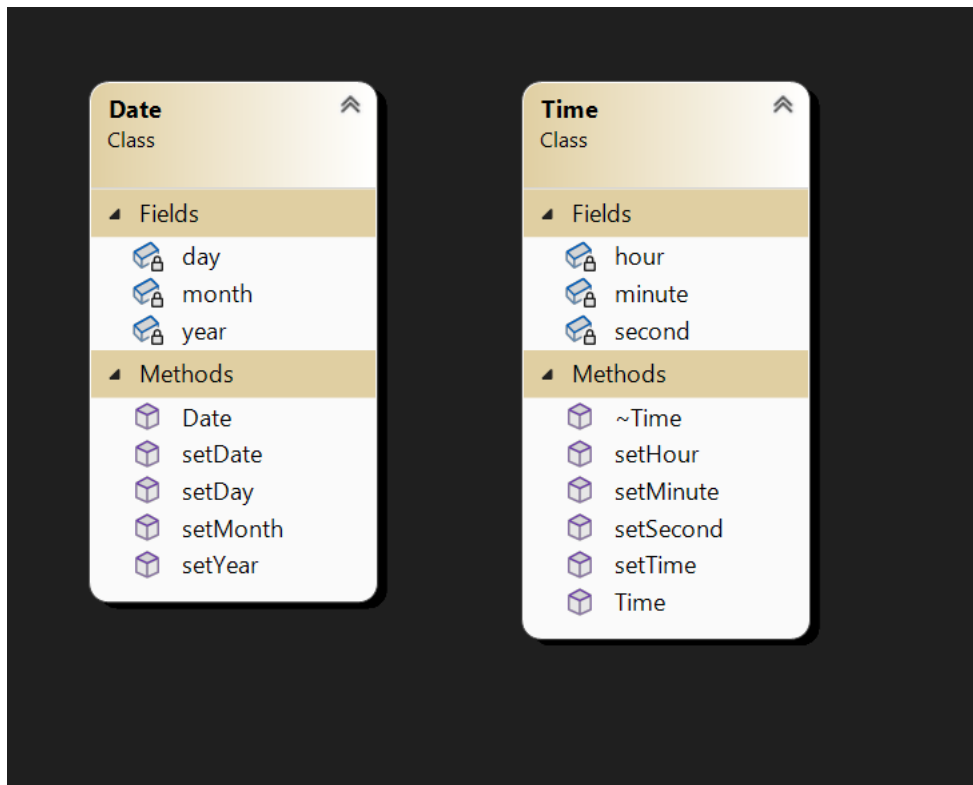 Date
Class
Fields
day
month
year
Methods
Date
setDate
setDay
setMonth
setYear
Time
Class
Fields
hour
minute
second
Methods
~Time
setHour
setMinute
setSecond
setTime
Time